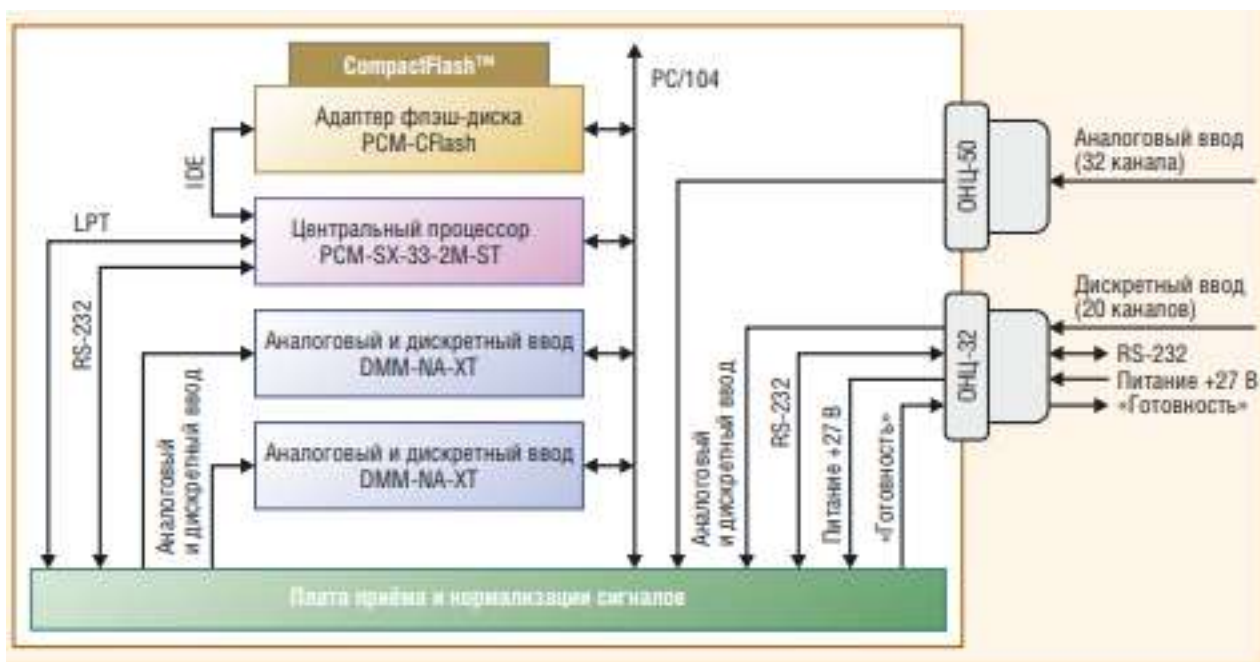 CompactFlash™
Адаптер флэш-диска
PCM-CFlash
PC/104
IDE
LPT
Центральный процессор
PCM-SX-33-2M-ST
RS-232
Аналоговый и дискретный ввод
DMM-NA-XT
Аналоговый
и дискретный ввод
Аналоговый и дискретный ввод
DMM-NA-XT
ОНЦ-50
Аналоговый ввод
(32 канала)
ОНЦ-32
Дискретный ввод
(20 каналов)
RS-232
Питание +27 В
«Готовность»
Аналоговый
и дискретный ввод
RS-232
Питание +27 В
«Готовность»
Плата приёма и нормализации сигналов